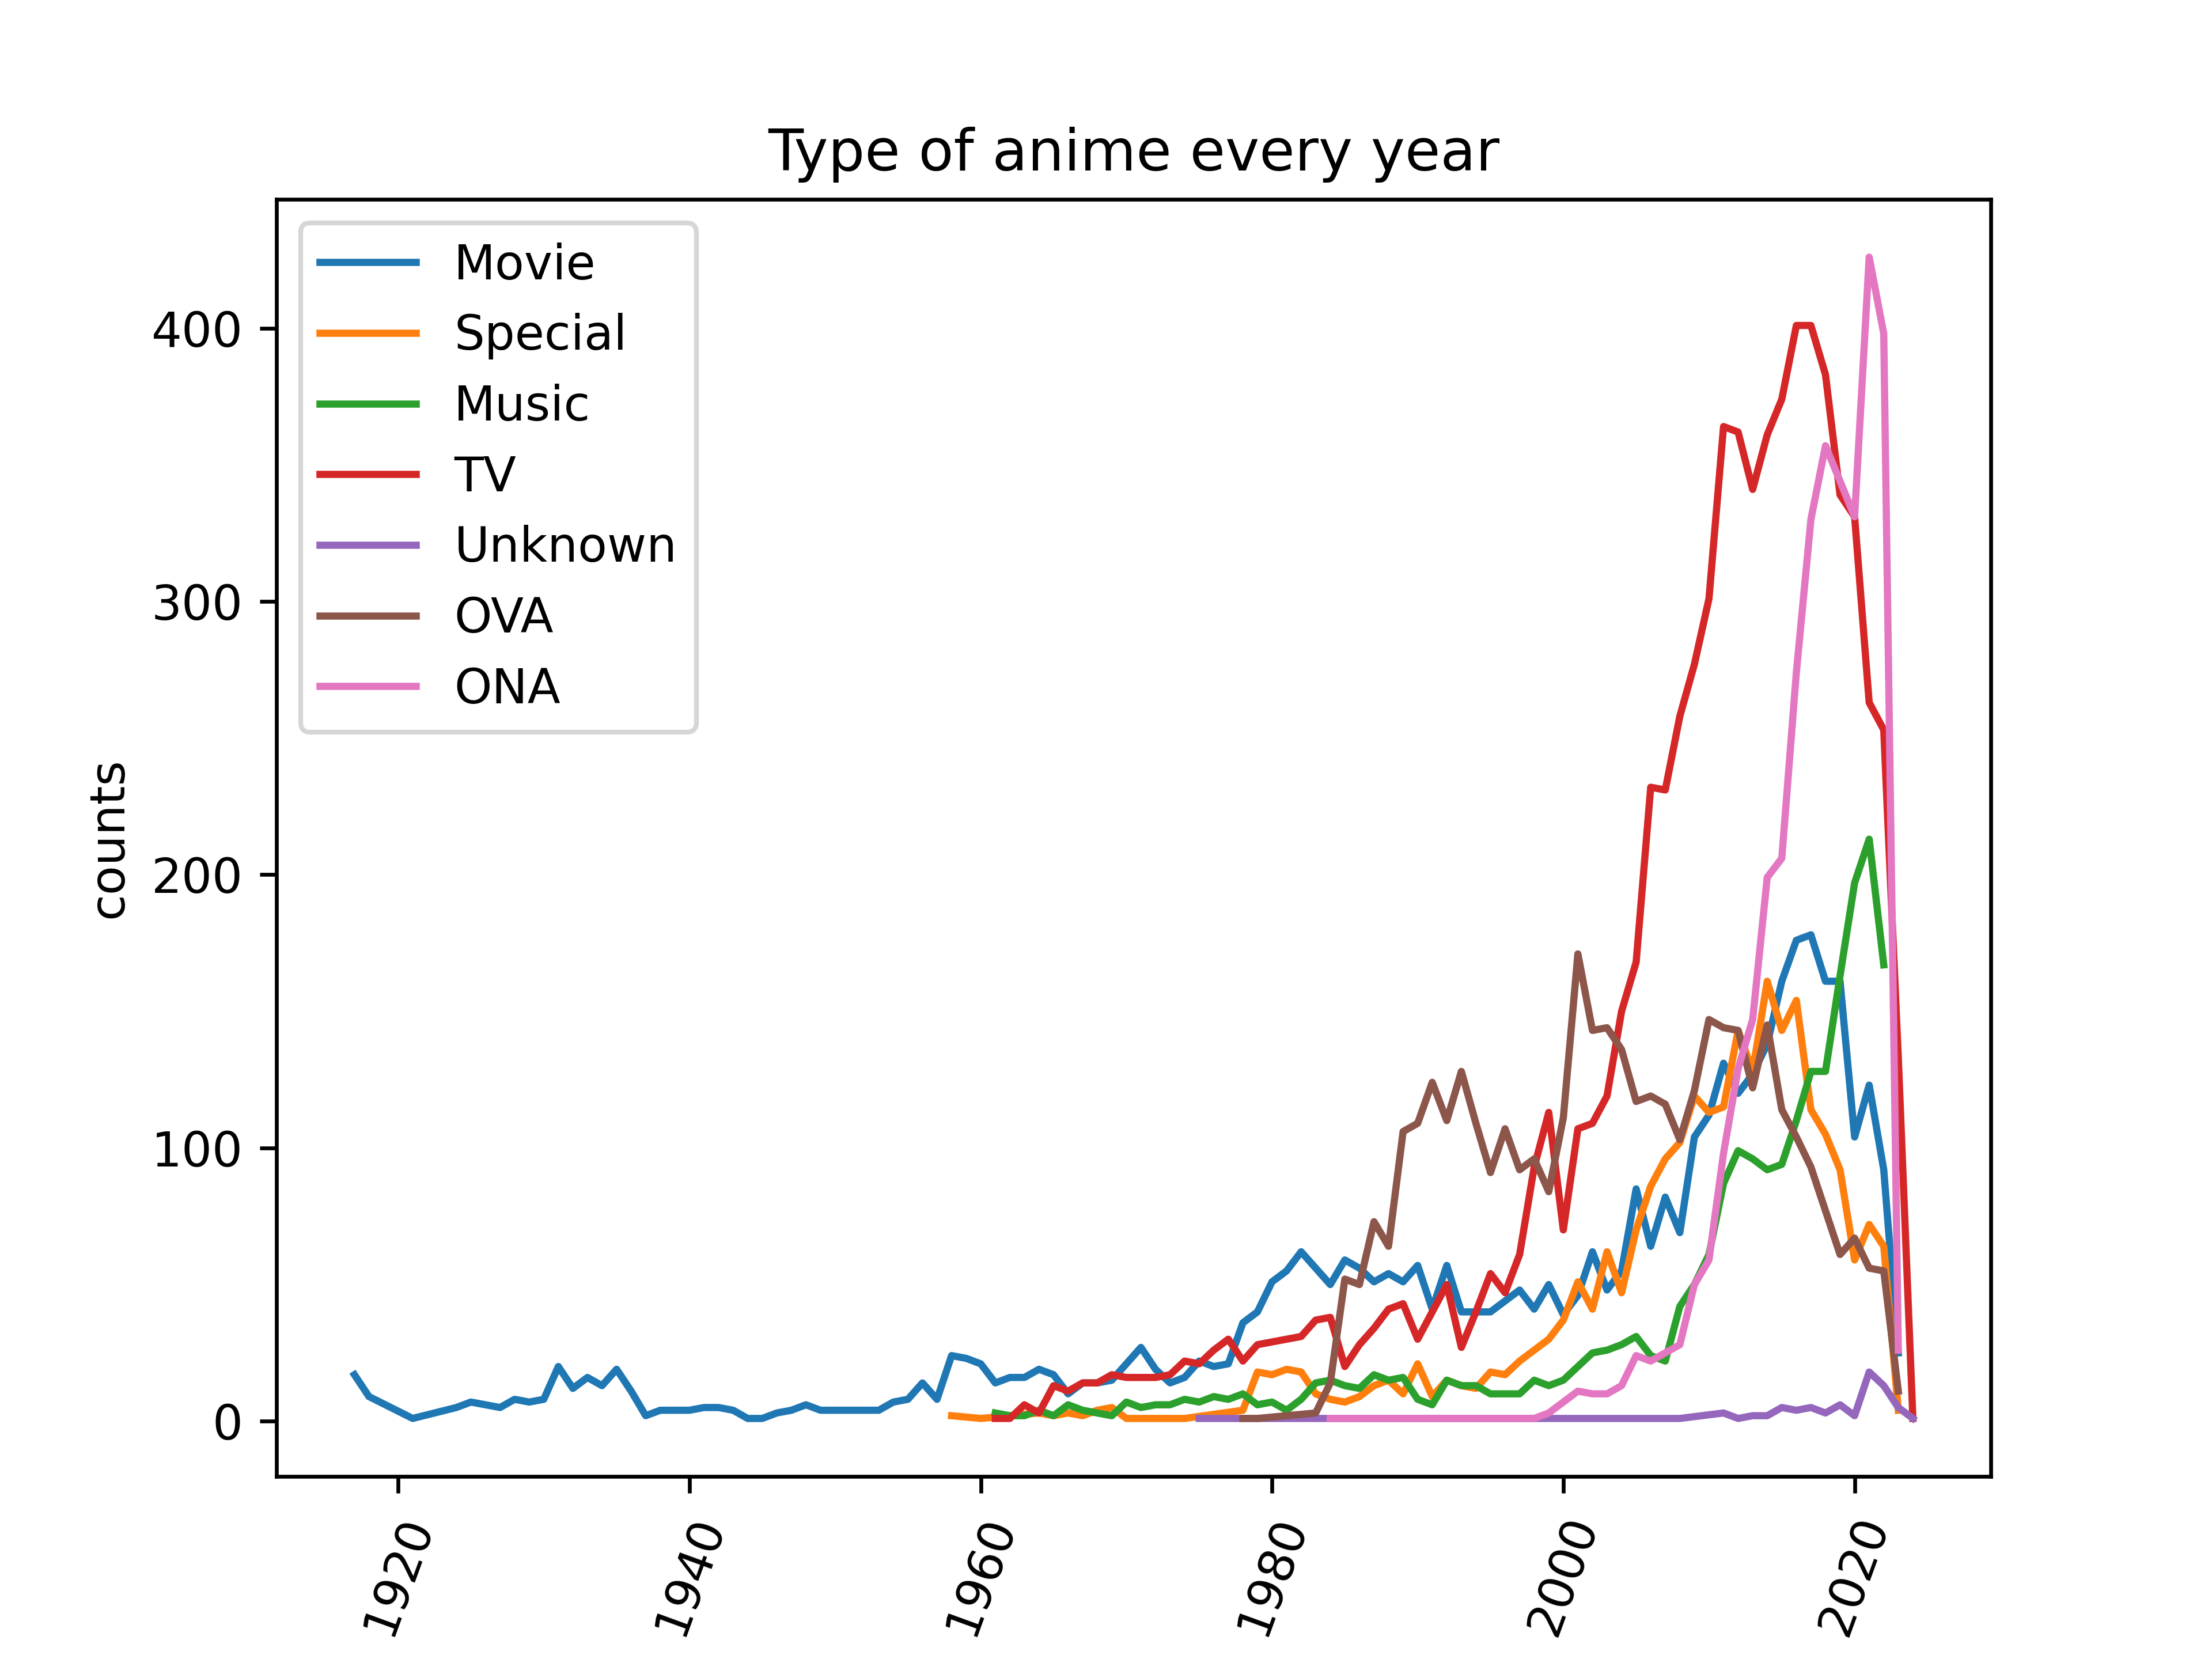 Type of anime every year
Movie
Special
Music
TV
Unknown
OVA
ONA
counts
400
300
200
100
0
1920
1940
1960
1980
2000
2020